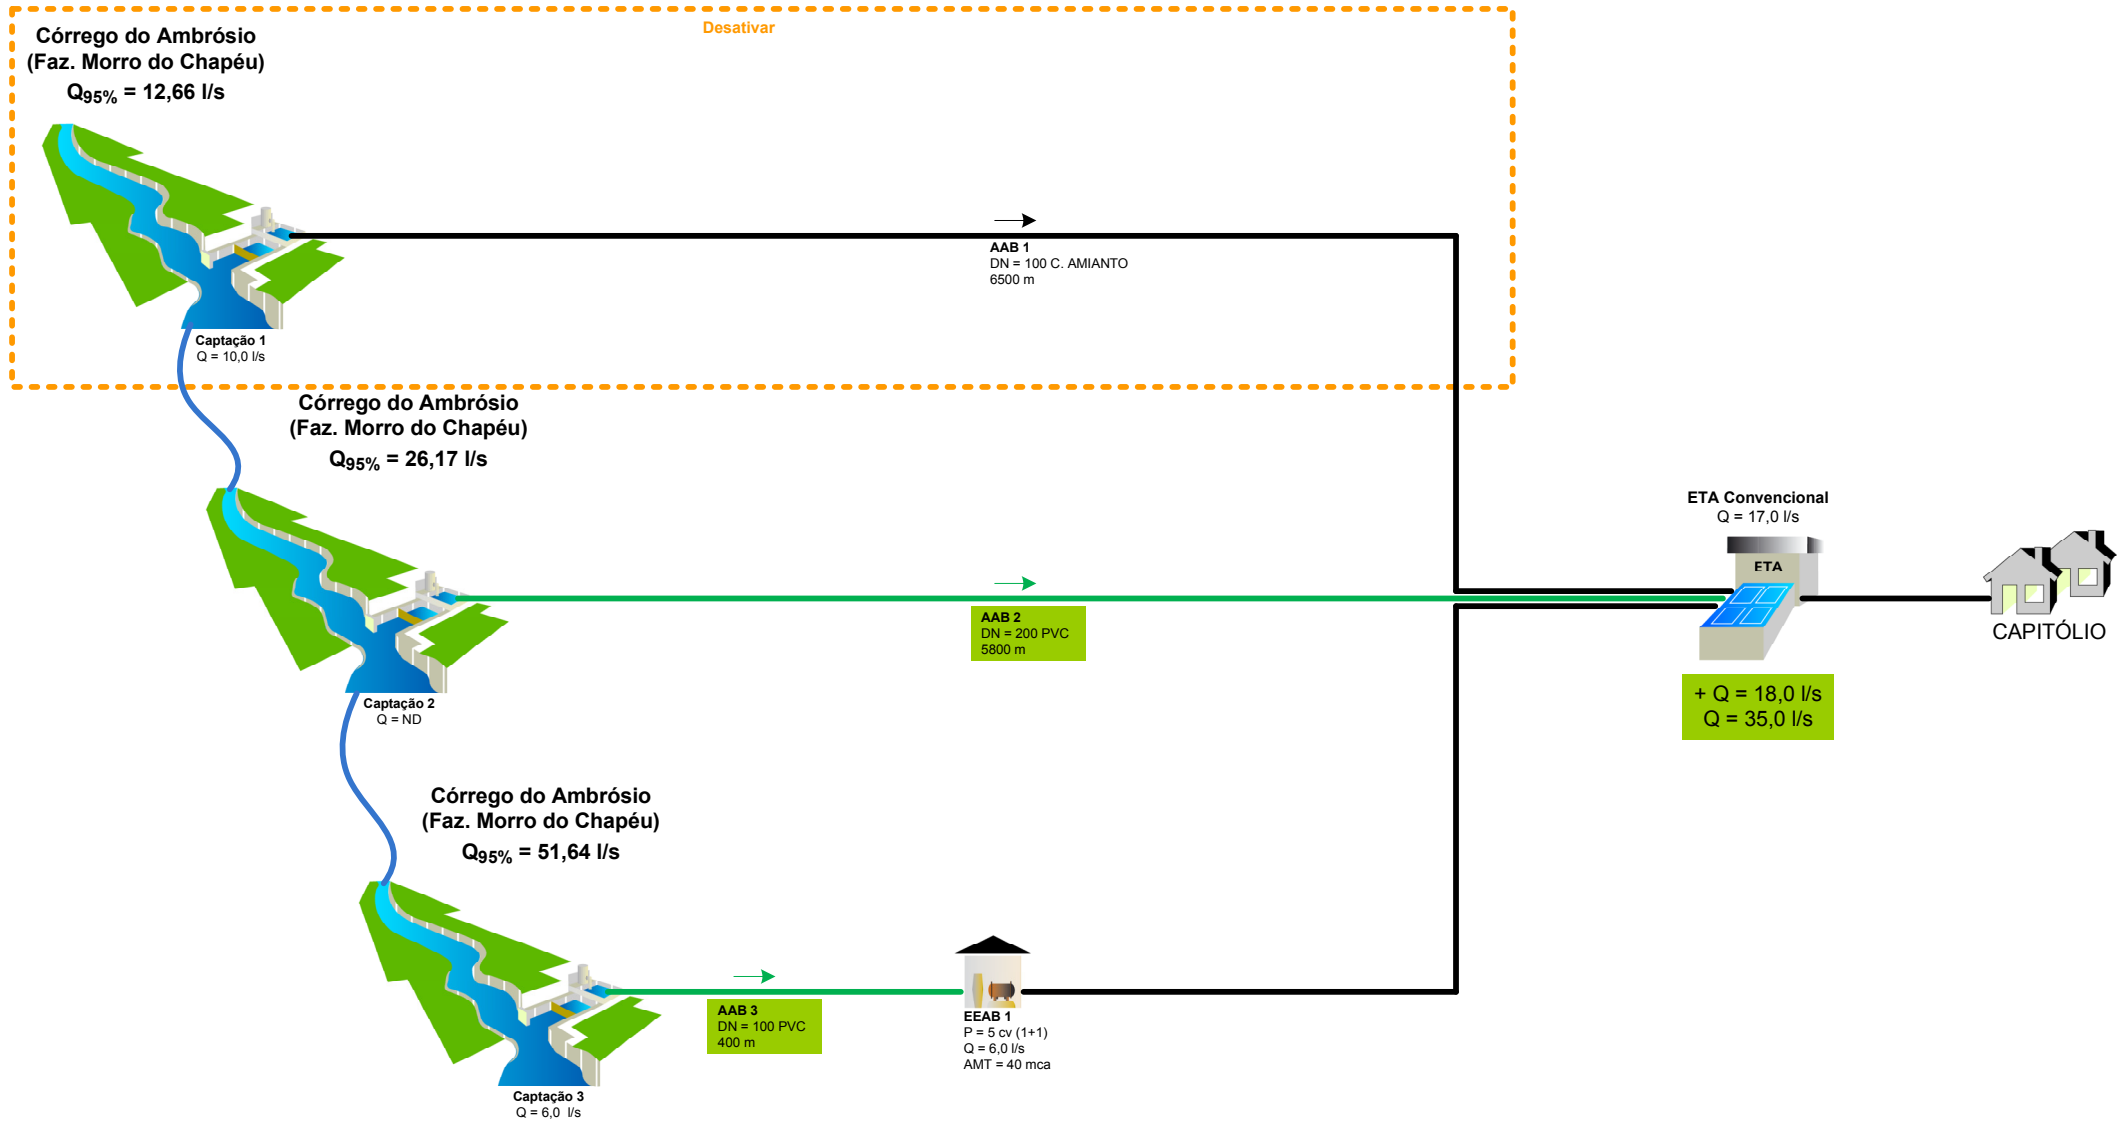 Desativar
Córrego do Ambrósio
(Faz. Morro do Chapéu)
Q95% = 12,66 l/s
AAB 1
DN = 100 C. AMIANTO
6500 m
Captação 1
Q = 10,0 l/s
Córrego do Ambrósio
(Faz. Morro do Chapéu)
Q95% = 26,17 l/s
ETA Convencional
Q = 17,0 l/s
ETA
AAB 2
DN = 200 PVC
5800 m
CAPITÓLIO
Captação 2
Q = ND
+ Q = 18,0 l/s
Q = 35,0 l/s
Córrego do Ambrósio
(Faz. Morro do Chapéu)
Q95% = 51,64 l/s
AAB 3
DN = 100 PVC
400 m
EEAB 1
P = 5 cv (1+1)
Q = 6,0 l/s
AMT = 40 mca
Captação 3
Q = 6,0  l/s